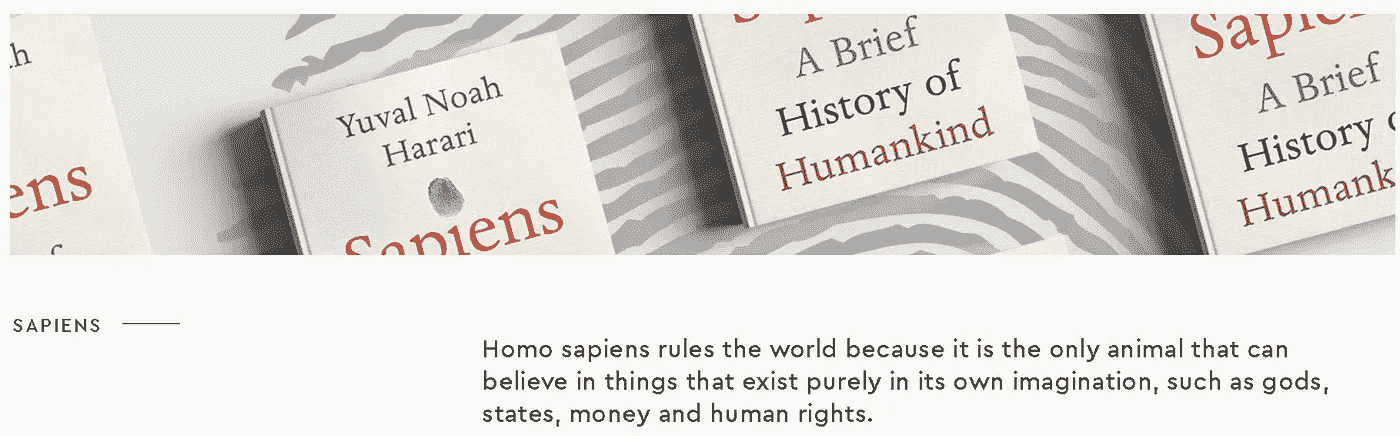 h
ens
f
Yuval Noah
Harari
Sapiens
A Brief
History of
Humankind
Sapien
A Brief
History
Humank
SAPIENS
Homo sapiens rules the world because it is the only animal that can
believe in things that exist purely in its own imagination, such as gods,
states, money and human rights.